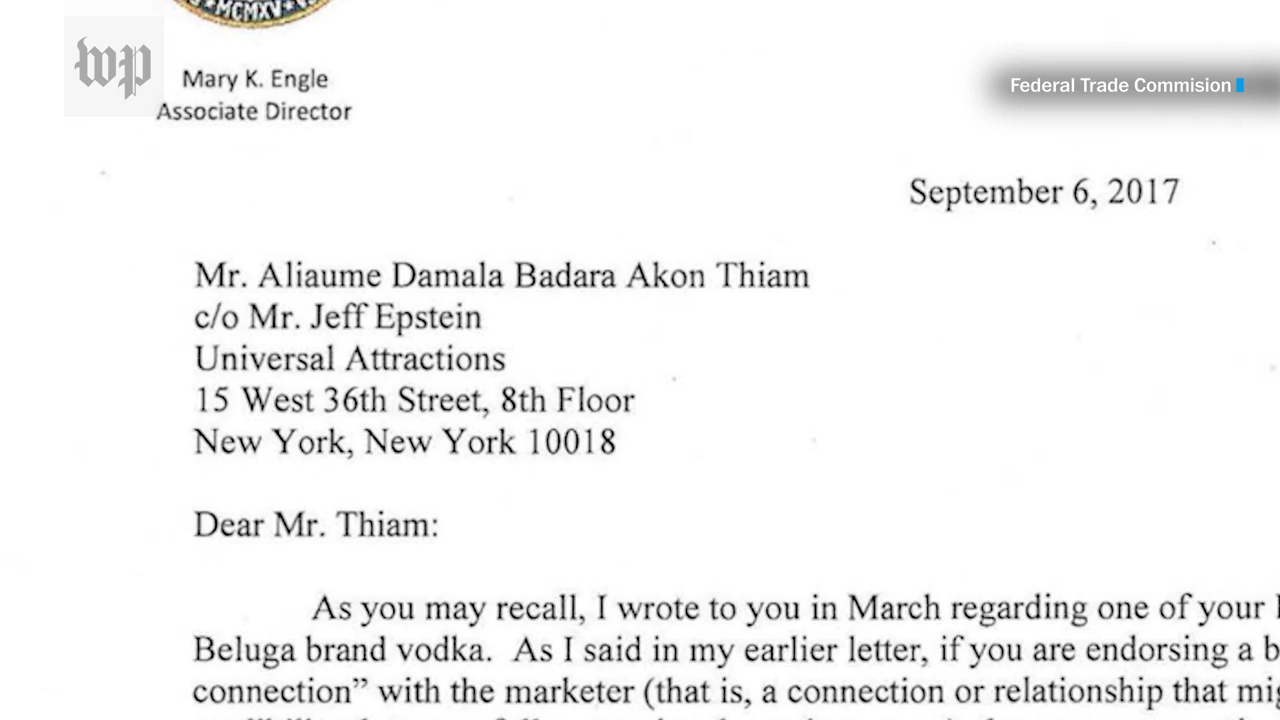 MCMXV
wp
Mary K. Engle
Associate Director
Federal Trade Commision
September 6, 2017
Mr. Aliaume Damala Badara Akon Thiam
c/o Mr. Jeff Epstein
Universal Attractions
15 West 36th Street, 8th Floor
New York, New York 10018
Dear Mr. Thiam:
As you may recall, I wrote to you in March regarding one of your
Beluga brand vodka. As I said in my earlier letter, if you are endorsing a
connection” with the marketer (that is, a connection or relationship that